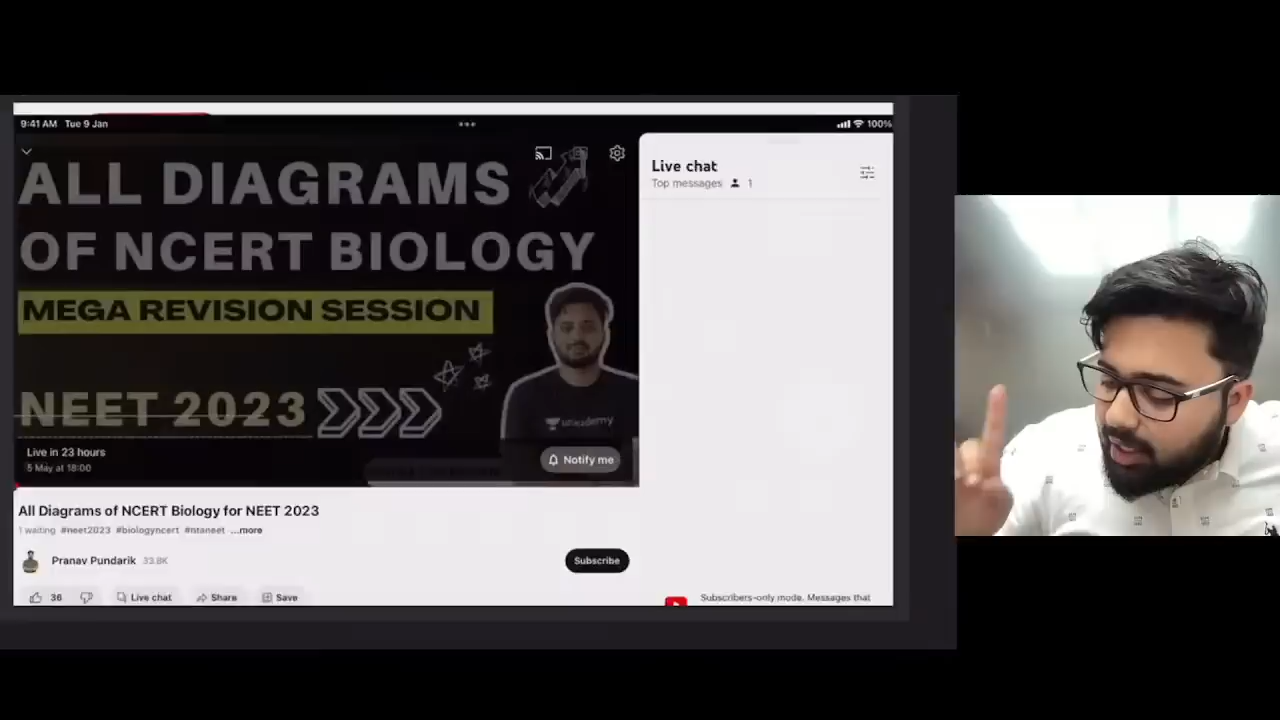 9:41 AM Tue 9 Jan
100%
ALL DIAGRAMS
OF NCERT BIOLOGY
MEGA REVISION SESSION
NEET 2023
unacademy
Live in 23 hours
5 May at 18:00
Notify me
Live chat
Top messages 1
All Diagrams of NCERT Biology for NEET 2023
1 waiting #neet2023 #biologyncert #ntaneet ...more
Pranav Pundarik 33.8K
Subscribe
36 Live chat Share Save
Subscribers-only mode. Messages that